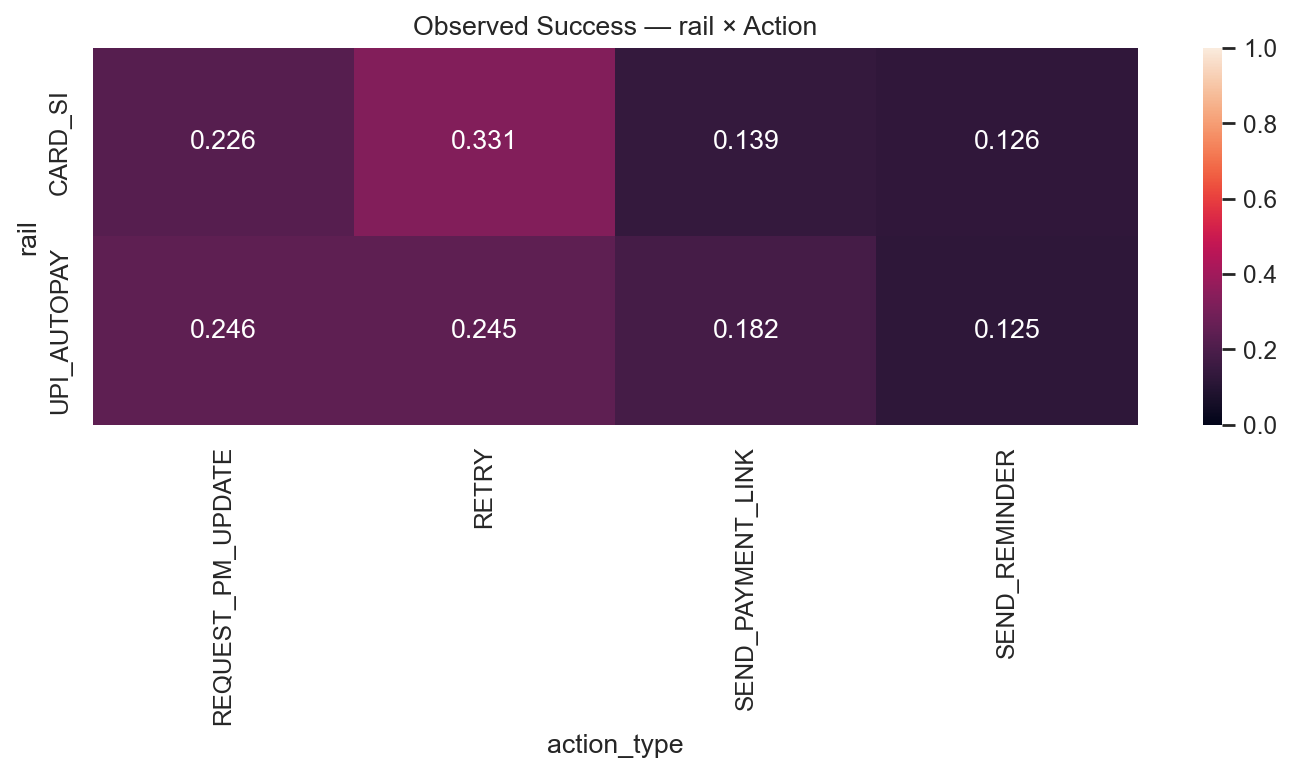 Observed Success — rail × Action
rail
CARD_SI
0.226 0.331 0.139 0.126
UPI_AUTOPAY
0.246 0.245 0.182 0.125
REQUEST_PM_UPDATE
RETRY
SEND_PAYMENT_LINK
SEND_REMINDER
action_type
1.0
0.8
0.6
0.4
0.2
0.0